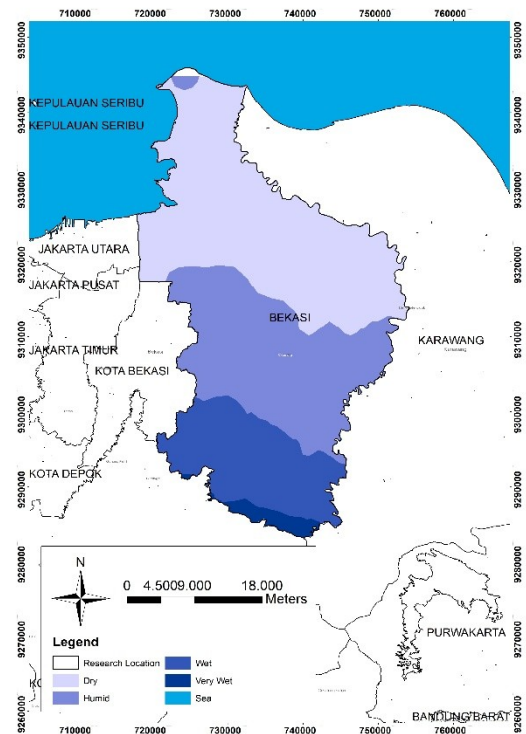 710000 720000 730000 740000 750000 760000
9350000
9340000
9330000
9320000
9310000
9300000
9290000
9280000
9270000
9260000
9350000
9340000
9330000
9320000
9310000
9300000
9290000
9280000
9270000
9260000
KEPULAUAN SERIBU
KEPULAUAN SERIBU
JAKARTA UTARA
JAKARTA PUSAT
JAKARTA TIMUR
BEKASI
KARAWANG
KOTA BEKASI
KOTA DEPOK
PURWAKARTA
BANDUNG BARAT
N
0 4.5009.000 18.000
Meters
Legend
Research Location
Dry
Humid
Wet
Very Wet
Sea
710000 720000 730000 740000 750000 760000